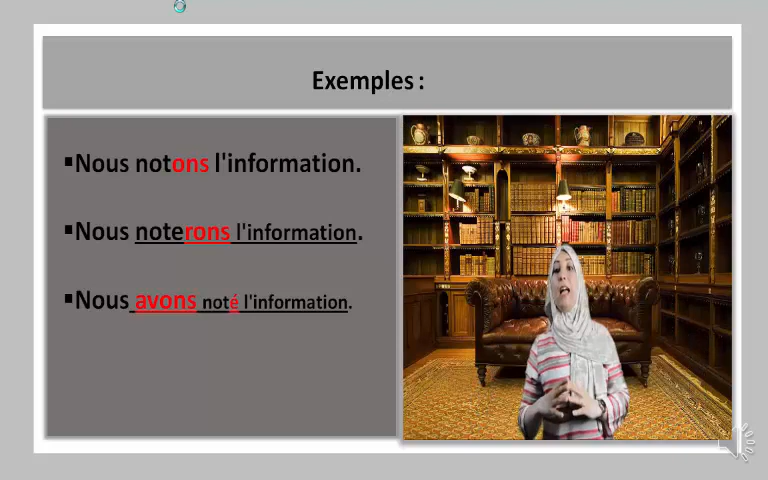 Exemples :
▪Nous notons l'information.
▪Nous noterons l'information.
▪Nous avons noté l'information.